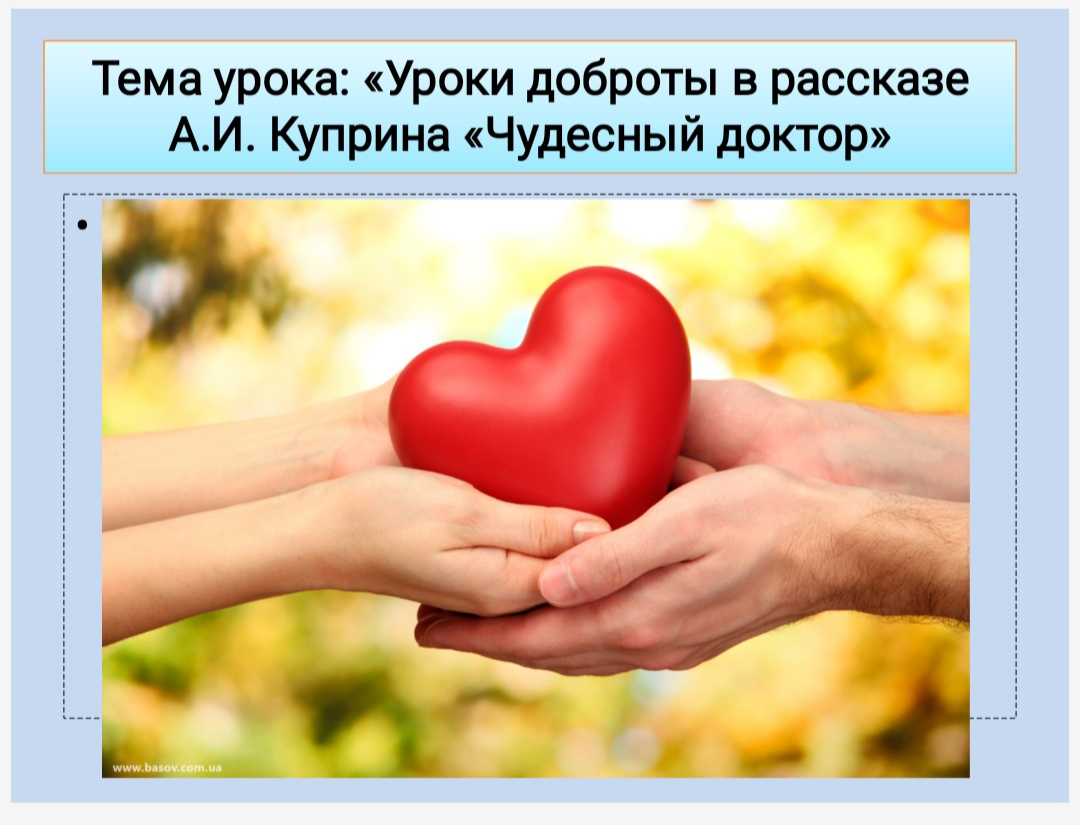 Тема урока: «Уроки доброты в рассказе
А.И. Куприна «Чудесный доктор»
www.basov.com.ua